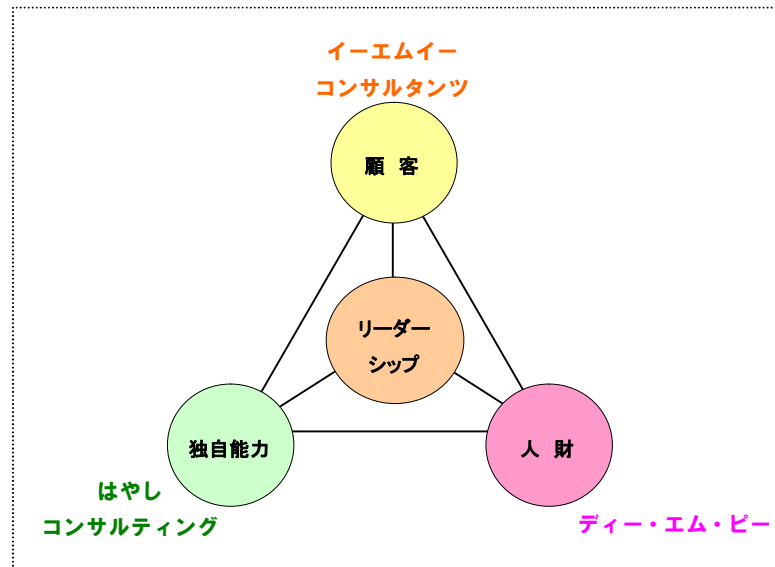 イーエムイー
コンサルタンツ
顧 客
リーダー
シップ
独自能力
人 財
はやし
コンサルティング
ディー・エム・ピー